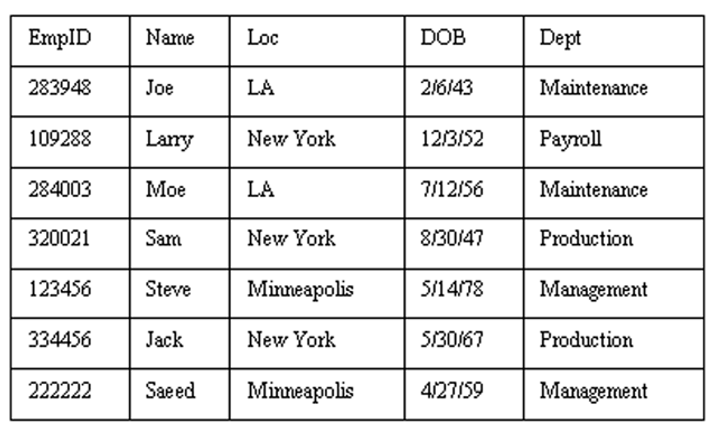 EmpID Name Loc DOB Dept
283948 Joe LA 2/6/43 Maintenance
109288 Larry New York 12/3/52 Payroll
284003 Moe LA 7/12/56 Maintenance
320021 Sam New York 8/30/47 Production
123456 Steve Minneapolis 5/14/78 Management
334456 Jack New York 5/30/67 Production
222222 Saeed Minneapolis 4/27/59 Management